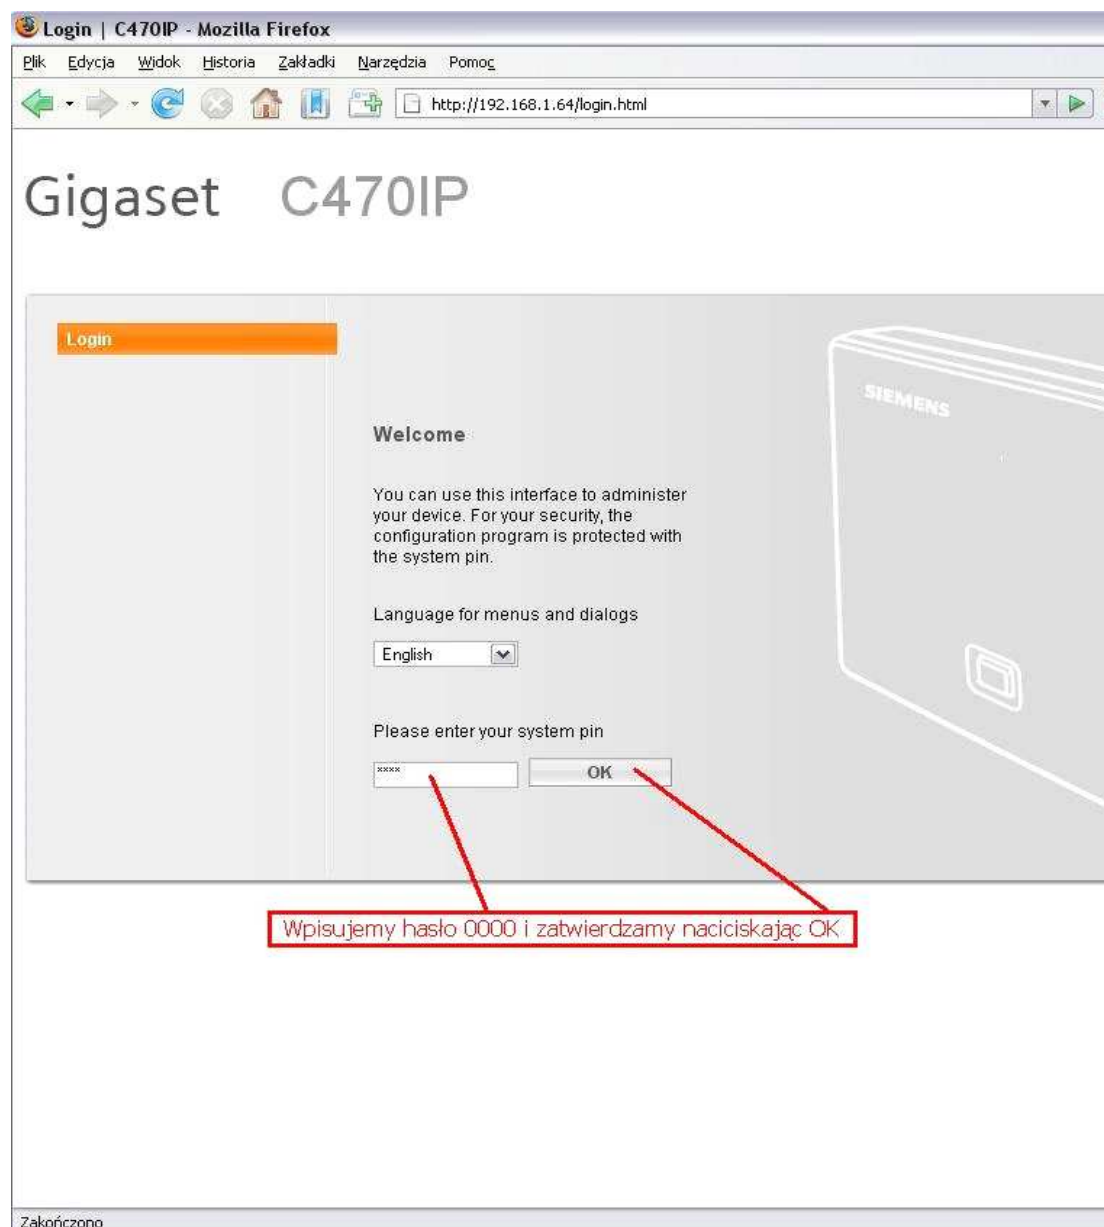 Login | C470IP - Mozilla Firefox
Plik Edycja Widok Historia Zakładki Narzędzia Pomoc
http://192.168.1.64/login.html
Gigaset C470IP
Login
SIEMENS
Welcome
You can use this interface to administer
your device. For your security, the
configuration program is protected with
the system pin.
Language for menus and dialogs
English
Please enter your system pin
**** OK
Wpisujemy hasło 0000 i zatwierdzamy naciciskając OK
Zakończono